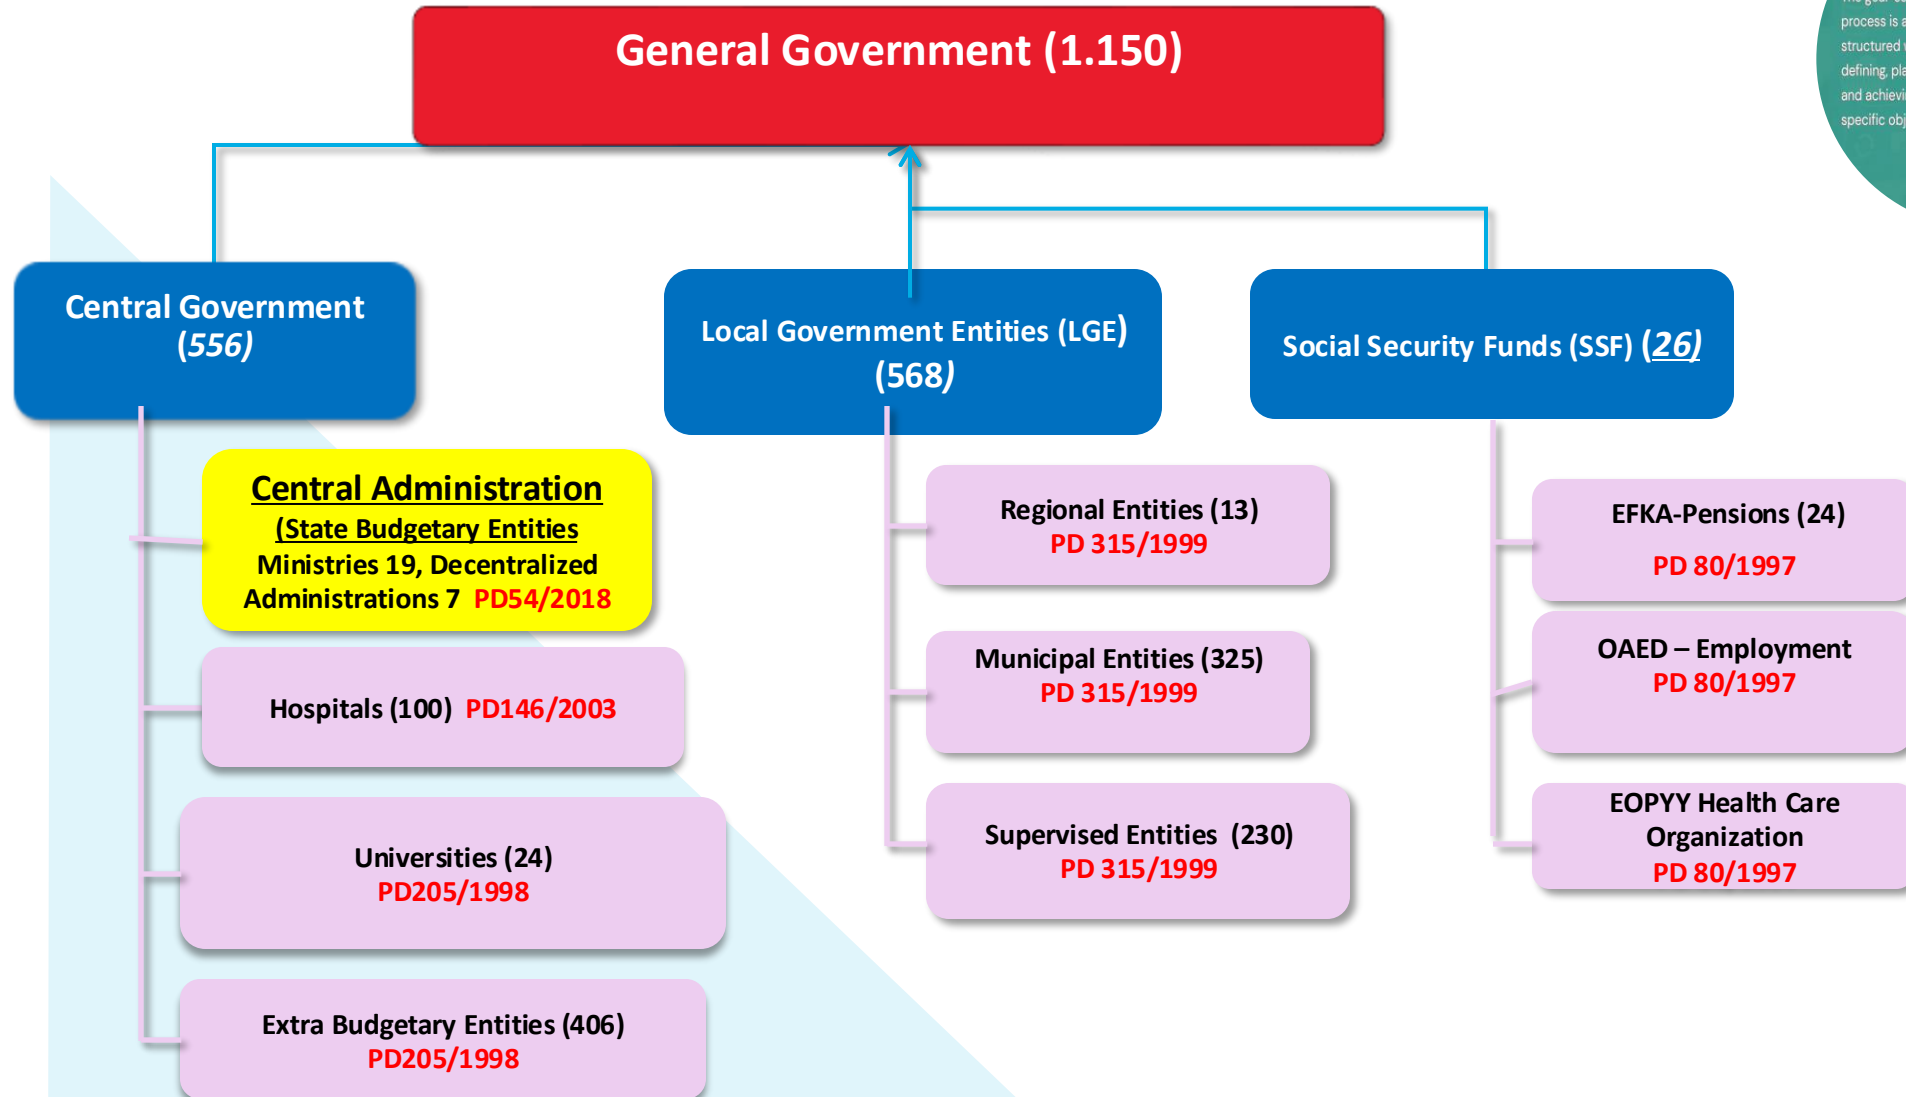 General Government (1.150)
process is a
structured
defining, pla
and achievin
specific obj
Central Government
(556)
Local Government Entities (LGE)
(568)
Social Security Funds (SSF) (26)
Central Administration
(State Budgetary Entities
Ministries 19, Decentralized
Administrations 7 PD54/2018
Hospitals (100) PD146/2003
Universities (24)
PD205/1998
Extra Budgetary Entities (406)
PD205/1998
Regional Entities (13)
PD 315/1999
Municipal Entities (325)
PD 315/1999
Supervised Entities (230)
PD 315/1999
EFKA-Pensions (24)
PD 80/1997
OAED – Employment
PD 80/1997
EOPYY Health Care
Organization
PD 80/1997